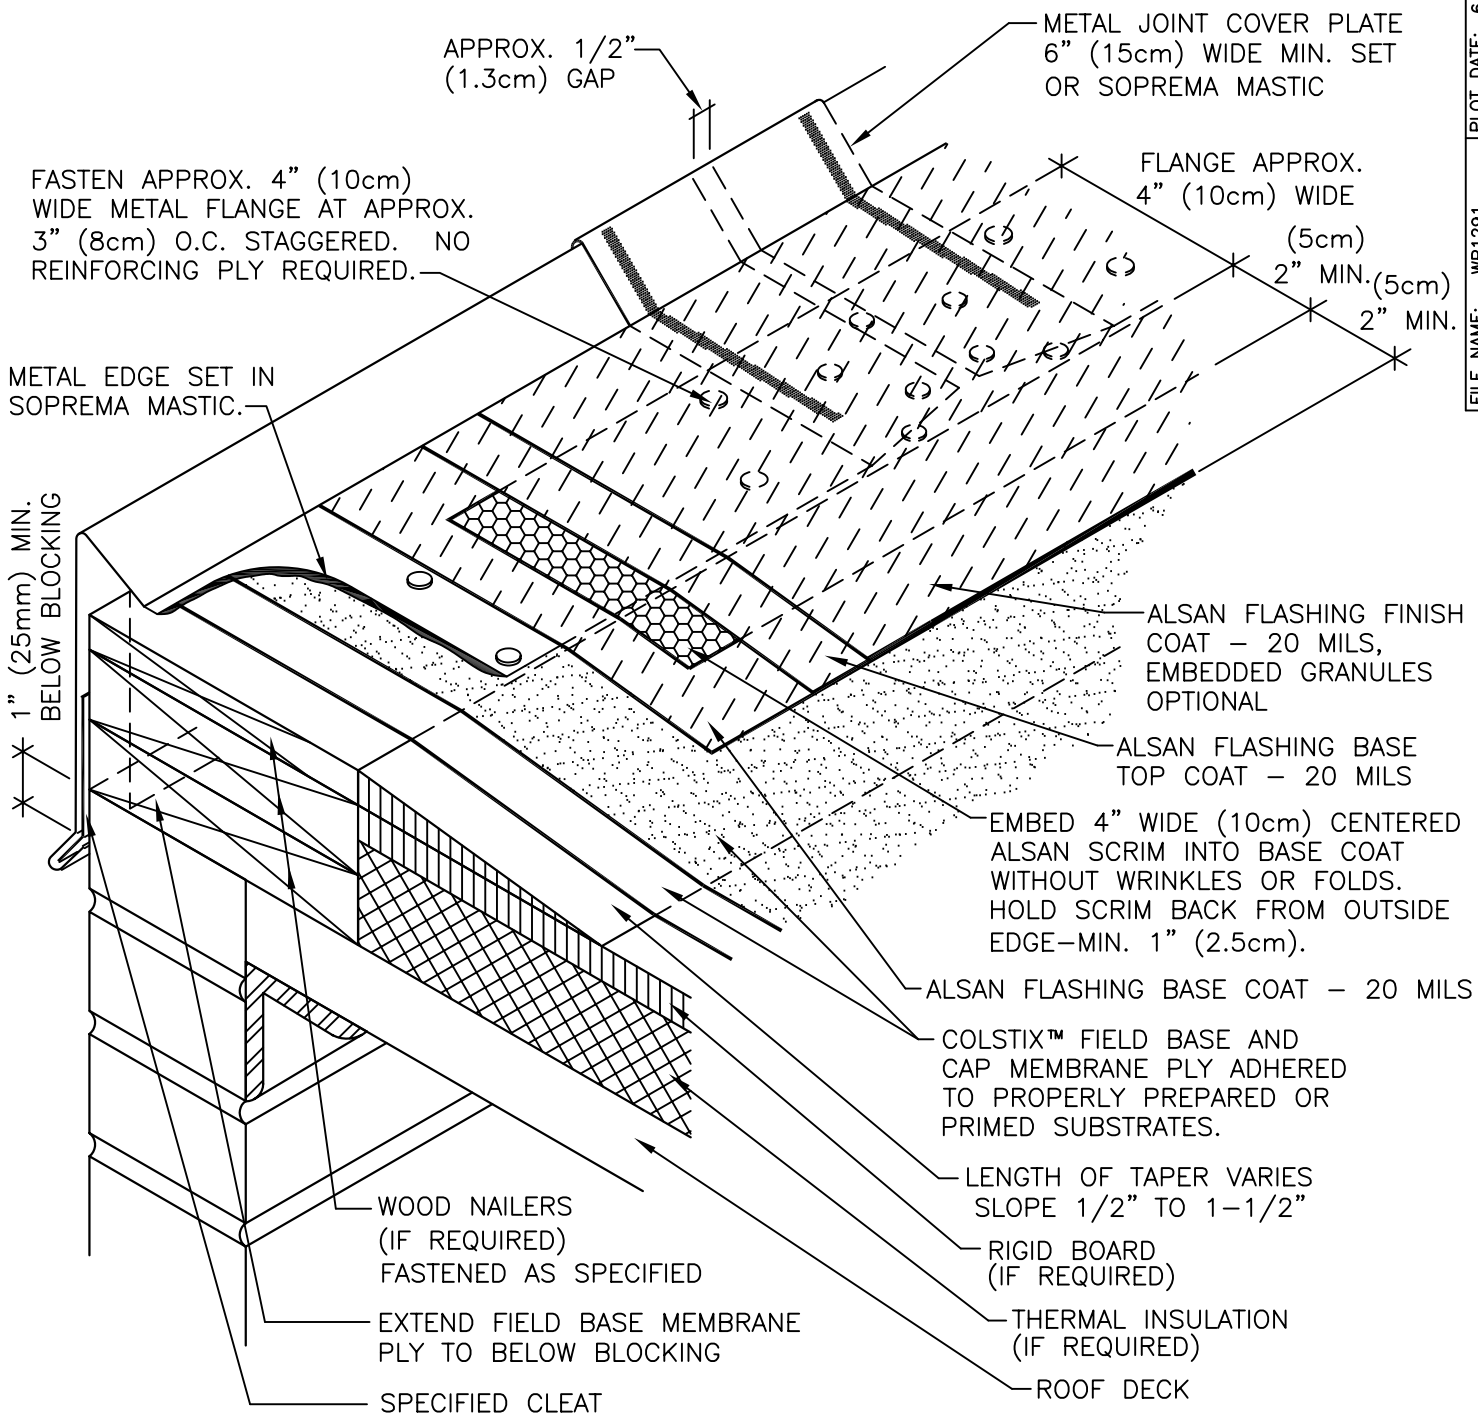 METAL JOINT COVER PLATE
6” (15cm) WIDE MIN. SET
OR SOPREMA MASTIC
APPROX. 1/2”
(1.3cm) GAP
FLANGE APPROX.
4” (10cm) WIDE
(5cm)
2” MIN.
(5cm)
2” MIN.
FASTEN APPROX. 4” (10cm)
WIDE METAL FLANGE AT APPROX.
3” (8cm) O.C. STAGGERED. NO
REINFORCING PLY REQUIRED.
METAL EDGE SET IN
SOPREMA MASTIC.
1” (25mm) MIN.
BELOW BLOCKING
ALSAN FLASHING FINISH
COAT – 20 MILS,
EMBEDDED GRANULES
OPTIONAL
ALSAN FLASHING BASE
TOP COAT – 20 MILS
EMBED 4” WIDE (10cm) CENTERED
ALSAN SCRIM INTO BASE COAT
WITHOUT WRINKLES OR FOLDS.
HOLD SCRIM BACK FROM OUTSIDE
EDGE–MIN. 1” (2.5cm).
ALSAN FLASHING BASE COAT – 20 MILS
COLSTIX™ FIELD BASE AND
CAP MEMBRANE PLY ADHERED
TO PROPERLY PREPARED OR
PRIMED SUBSTRATES.
LENGTH OF TAPER VARIES
SLOPE 1/2” TO 1–1/2”
RIGID BOARD
(IF REQUIRED)
THERMAL INSULATION
(IF REQUIRED)
ROOF DECK
WOOD NAILERS
(IF REQUIRED)
FASTENED AS SPECIFIED
EXTEND FIELD BASE MEMBRANE
PLY TO BELOW BLOCKING
SPECIFIED CLEAT
PLOT DATE:
FILE NAME: